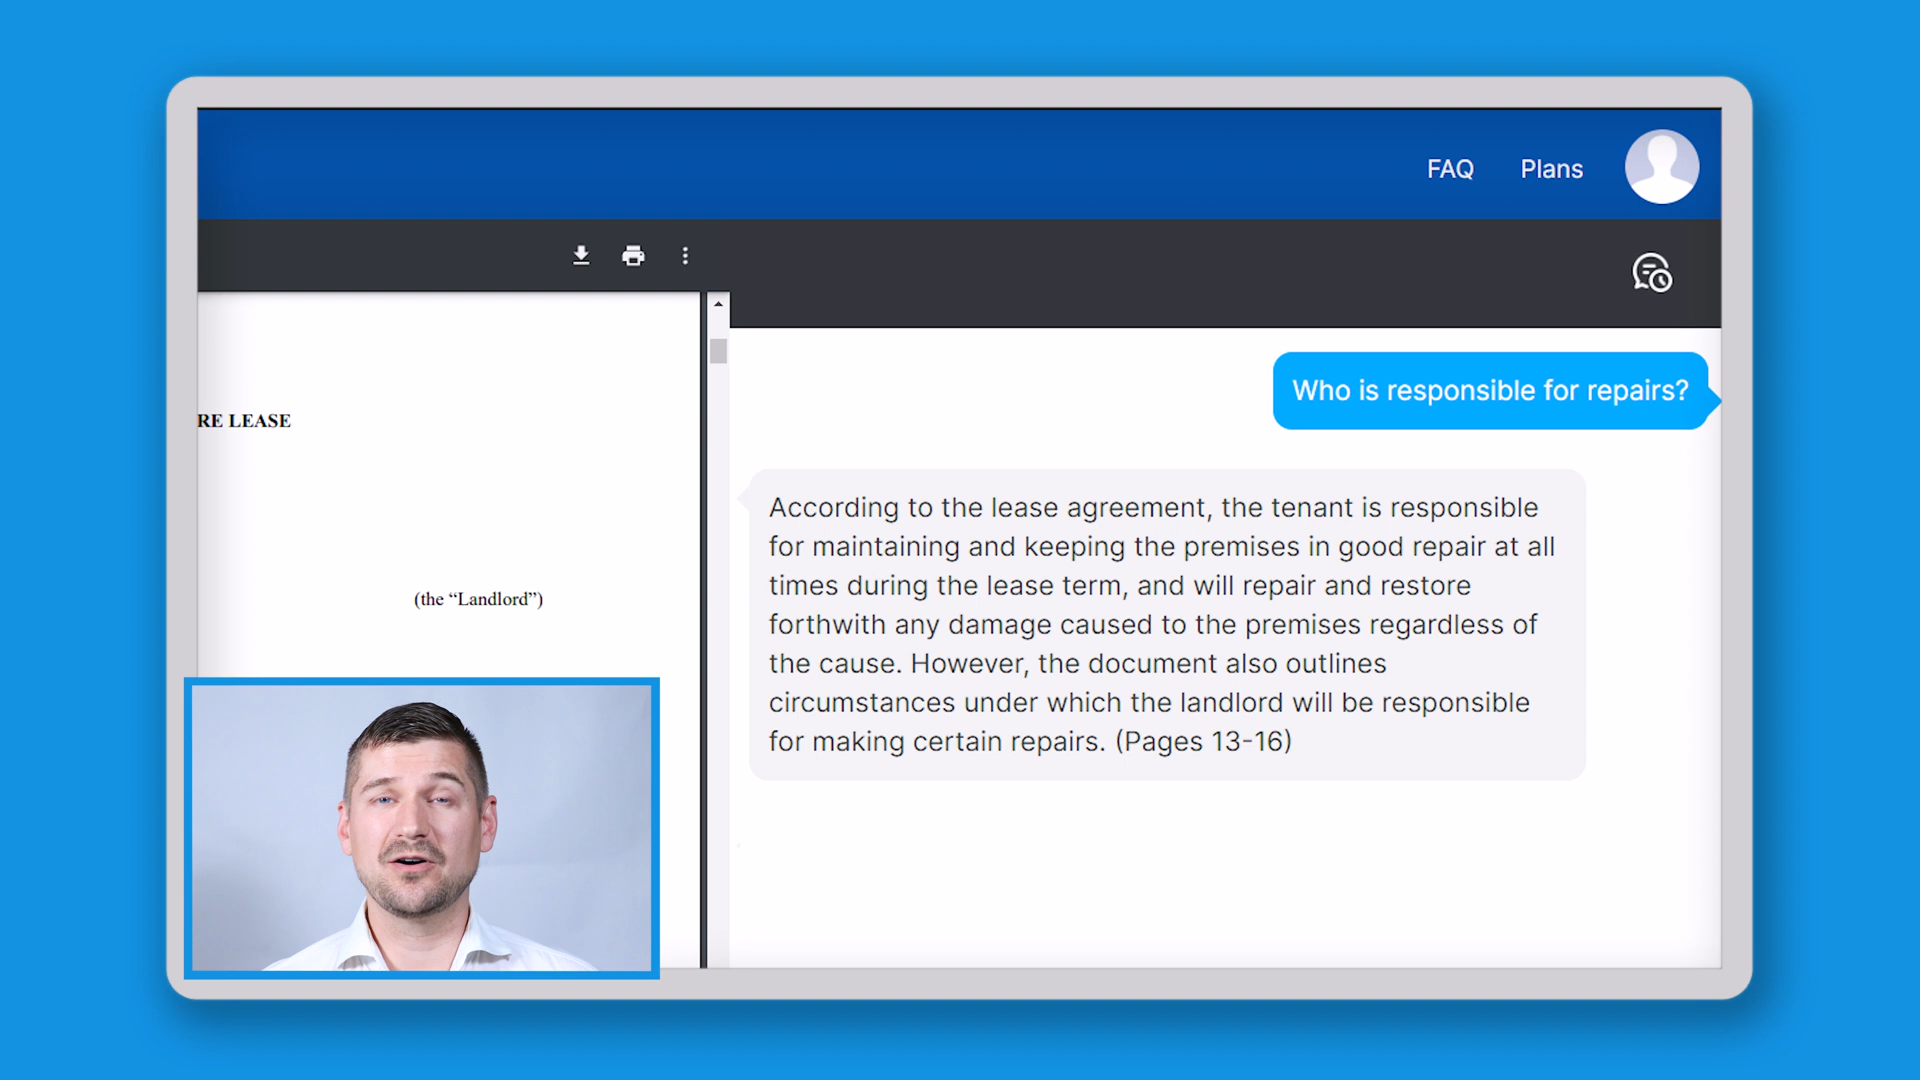 FAQ Plans
RE LEASE
(the “Landlord”)
Who is responsible for repairs?
According to the lease agreement, the tenant is responsible
for maintaining and keeping the premises in good repair at all
times during the lease term, and will repair and restore
forthwith any damage caused to the premises regardless of
the cause. However, the document also outlines
circumstances under which the landlord will be responsible
for making certain repairs. (Pages 13-16)